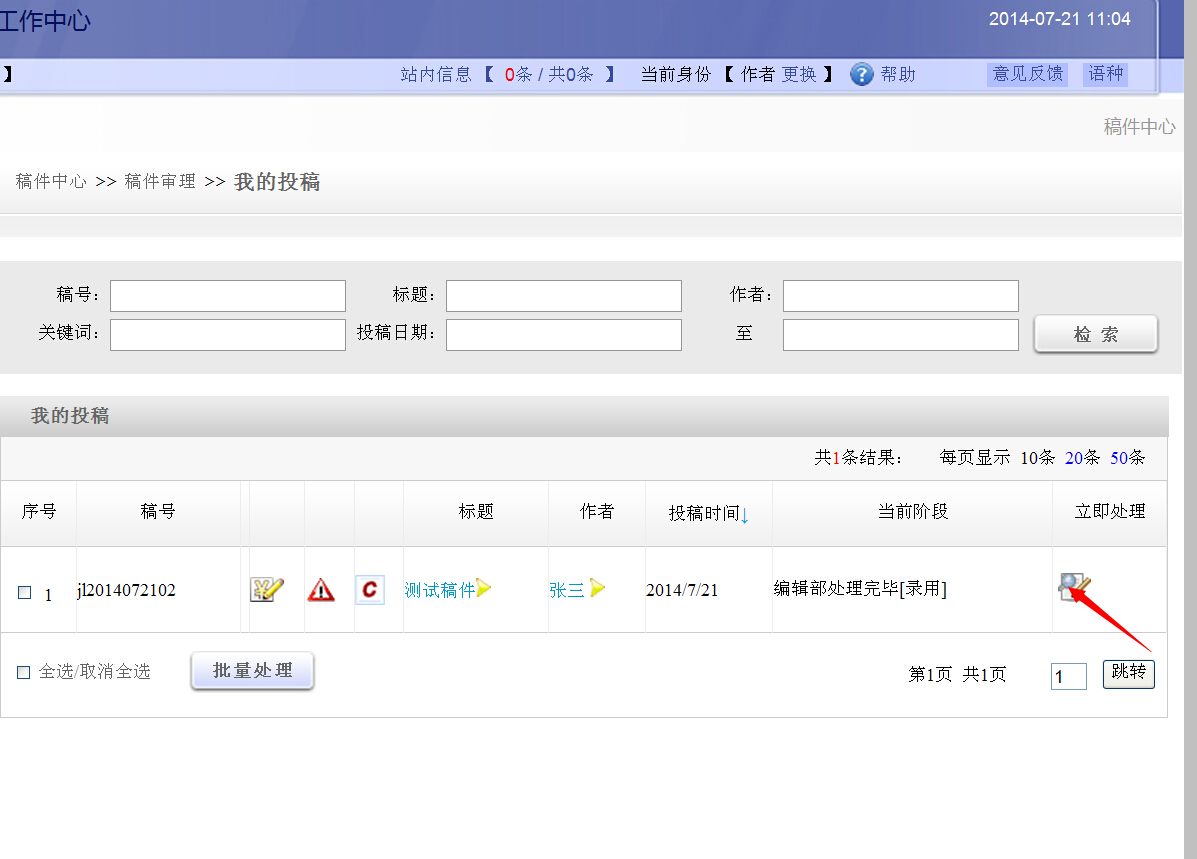 工作中心
2014-07-21 11:04
】 站内信息 【 0条 / 共0条 】 当前身份 【 作者 更换 】 ? 帮助 意见反馈 语种
稿件中心
稿件中心 >> 稿件审理 >> 我的投稿
稿号： 标题： 作者：
关键词： 投稿日期： 至 检 索
我的投稿
共1条结果： 每页显示 10条 20条 50条
序号 稿号 标题 作者 投稿时间↓ 当前阶段 立即处理
1 jl2014072102 C 测试稿件 张三 2014/7/21 编辑部处理完毕[录用]
全选/取消全选 批量处理 第1页 共1页 1 跳转